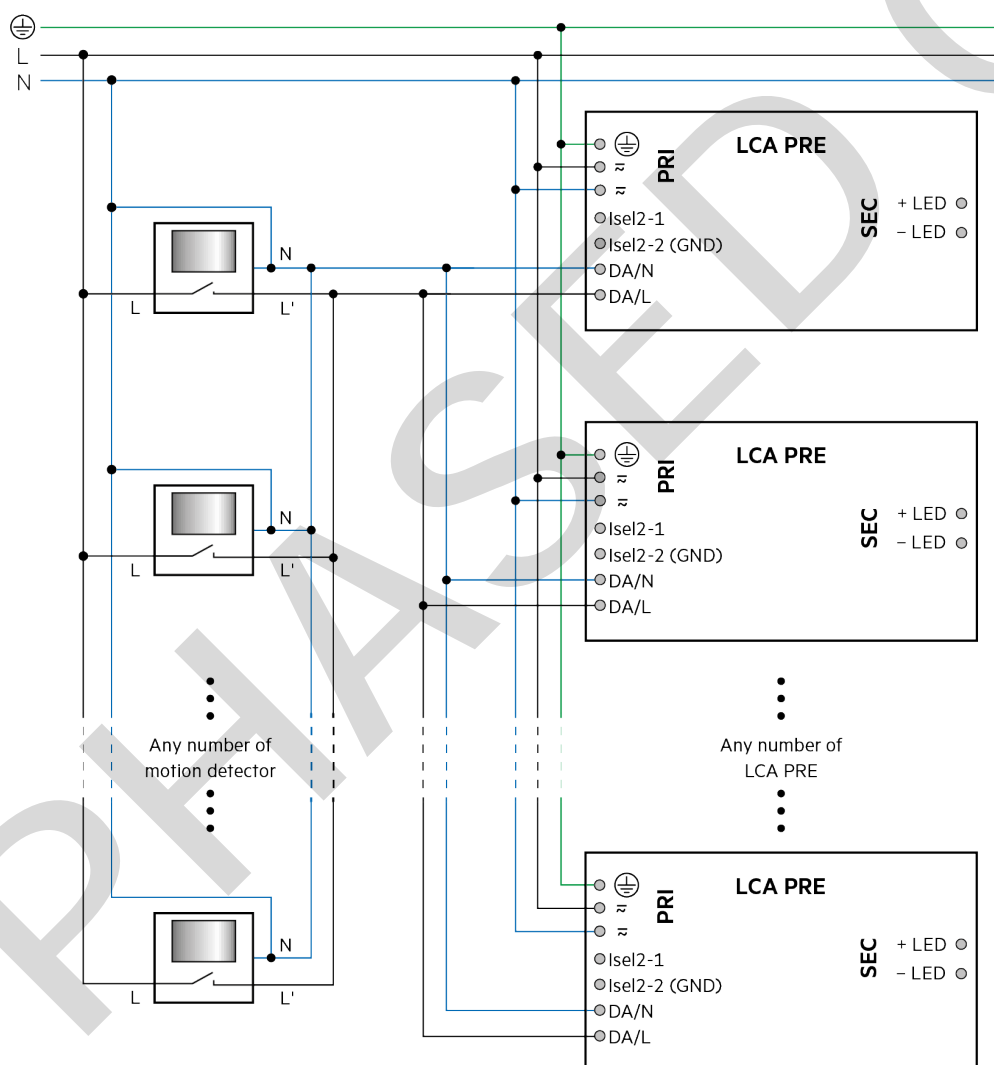 L
N
LCA PRE
PRI
≂
≂
SEC
+ LED
– LED
Isel2-1
Isel2-2 (GND)
DA/N
DA/L
N
L
L'
LCA PRE
PRI
≂
≂
SEC
+ LED
– LED
Isel2-1
Isel2-2 (GND)
DA/N
DA/L
N
L
L'
Any number of
motion detector
Any number of
LCA PRE
LCA PRE
PRI
≂
≂
SEC
+ LED
– LED
Isel2-1
Isel2-2 (GND)
DA/N
DA/L
N
L
L'
PHASED